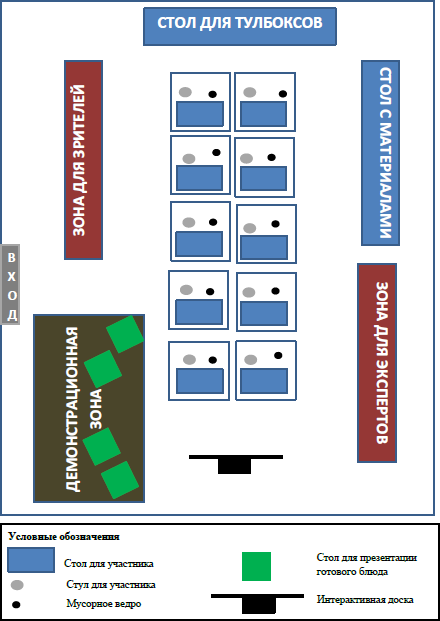 СТОЛ ДЛЯ ТУЛБОКСОВ
ЗОНА ДЛЯ ЗРИТЕЛЕЙ
СТОЛ С МАТЕРИАЛАМИ
ВХОД
ЗОНА ДЛЯ ЭКСПЕРТОВ
ДЕМОНСТРАЦИОННАЯ
ЗОНА
Условные обозначения
Стол для участника
Стул для участника
Мусорное ведро
Стол для презентации
готового блюда
Интерактивная доска